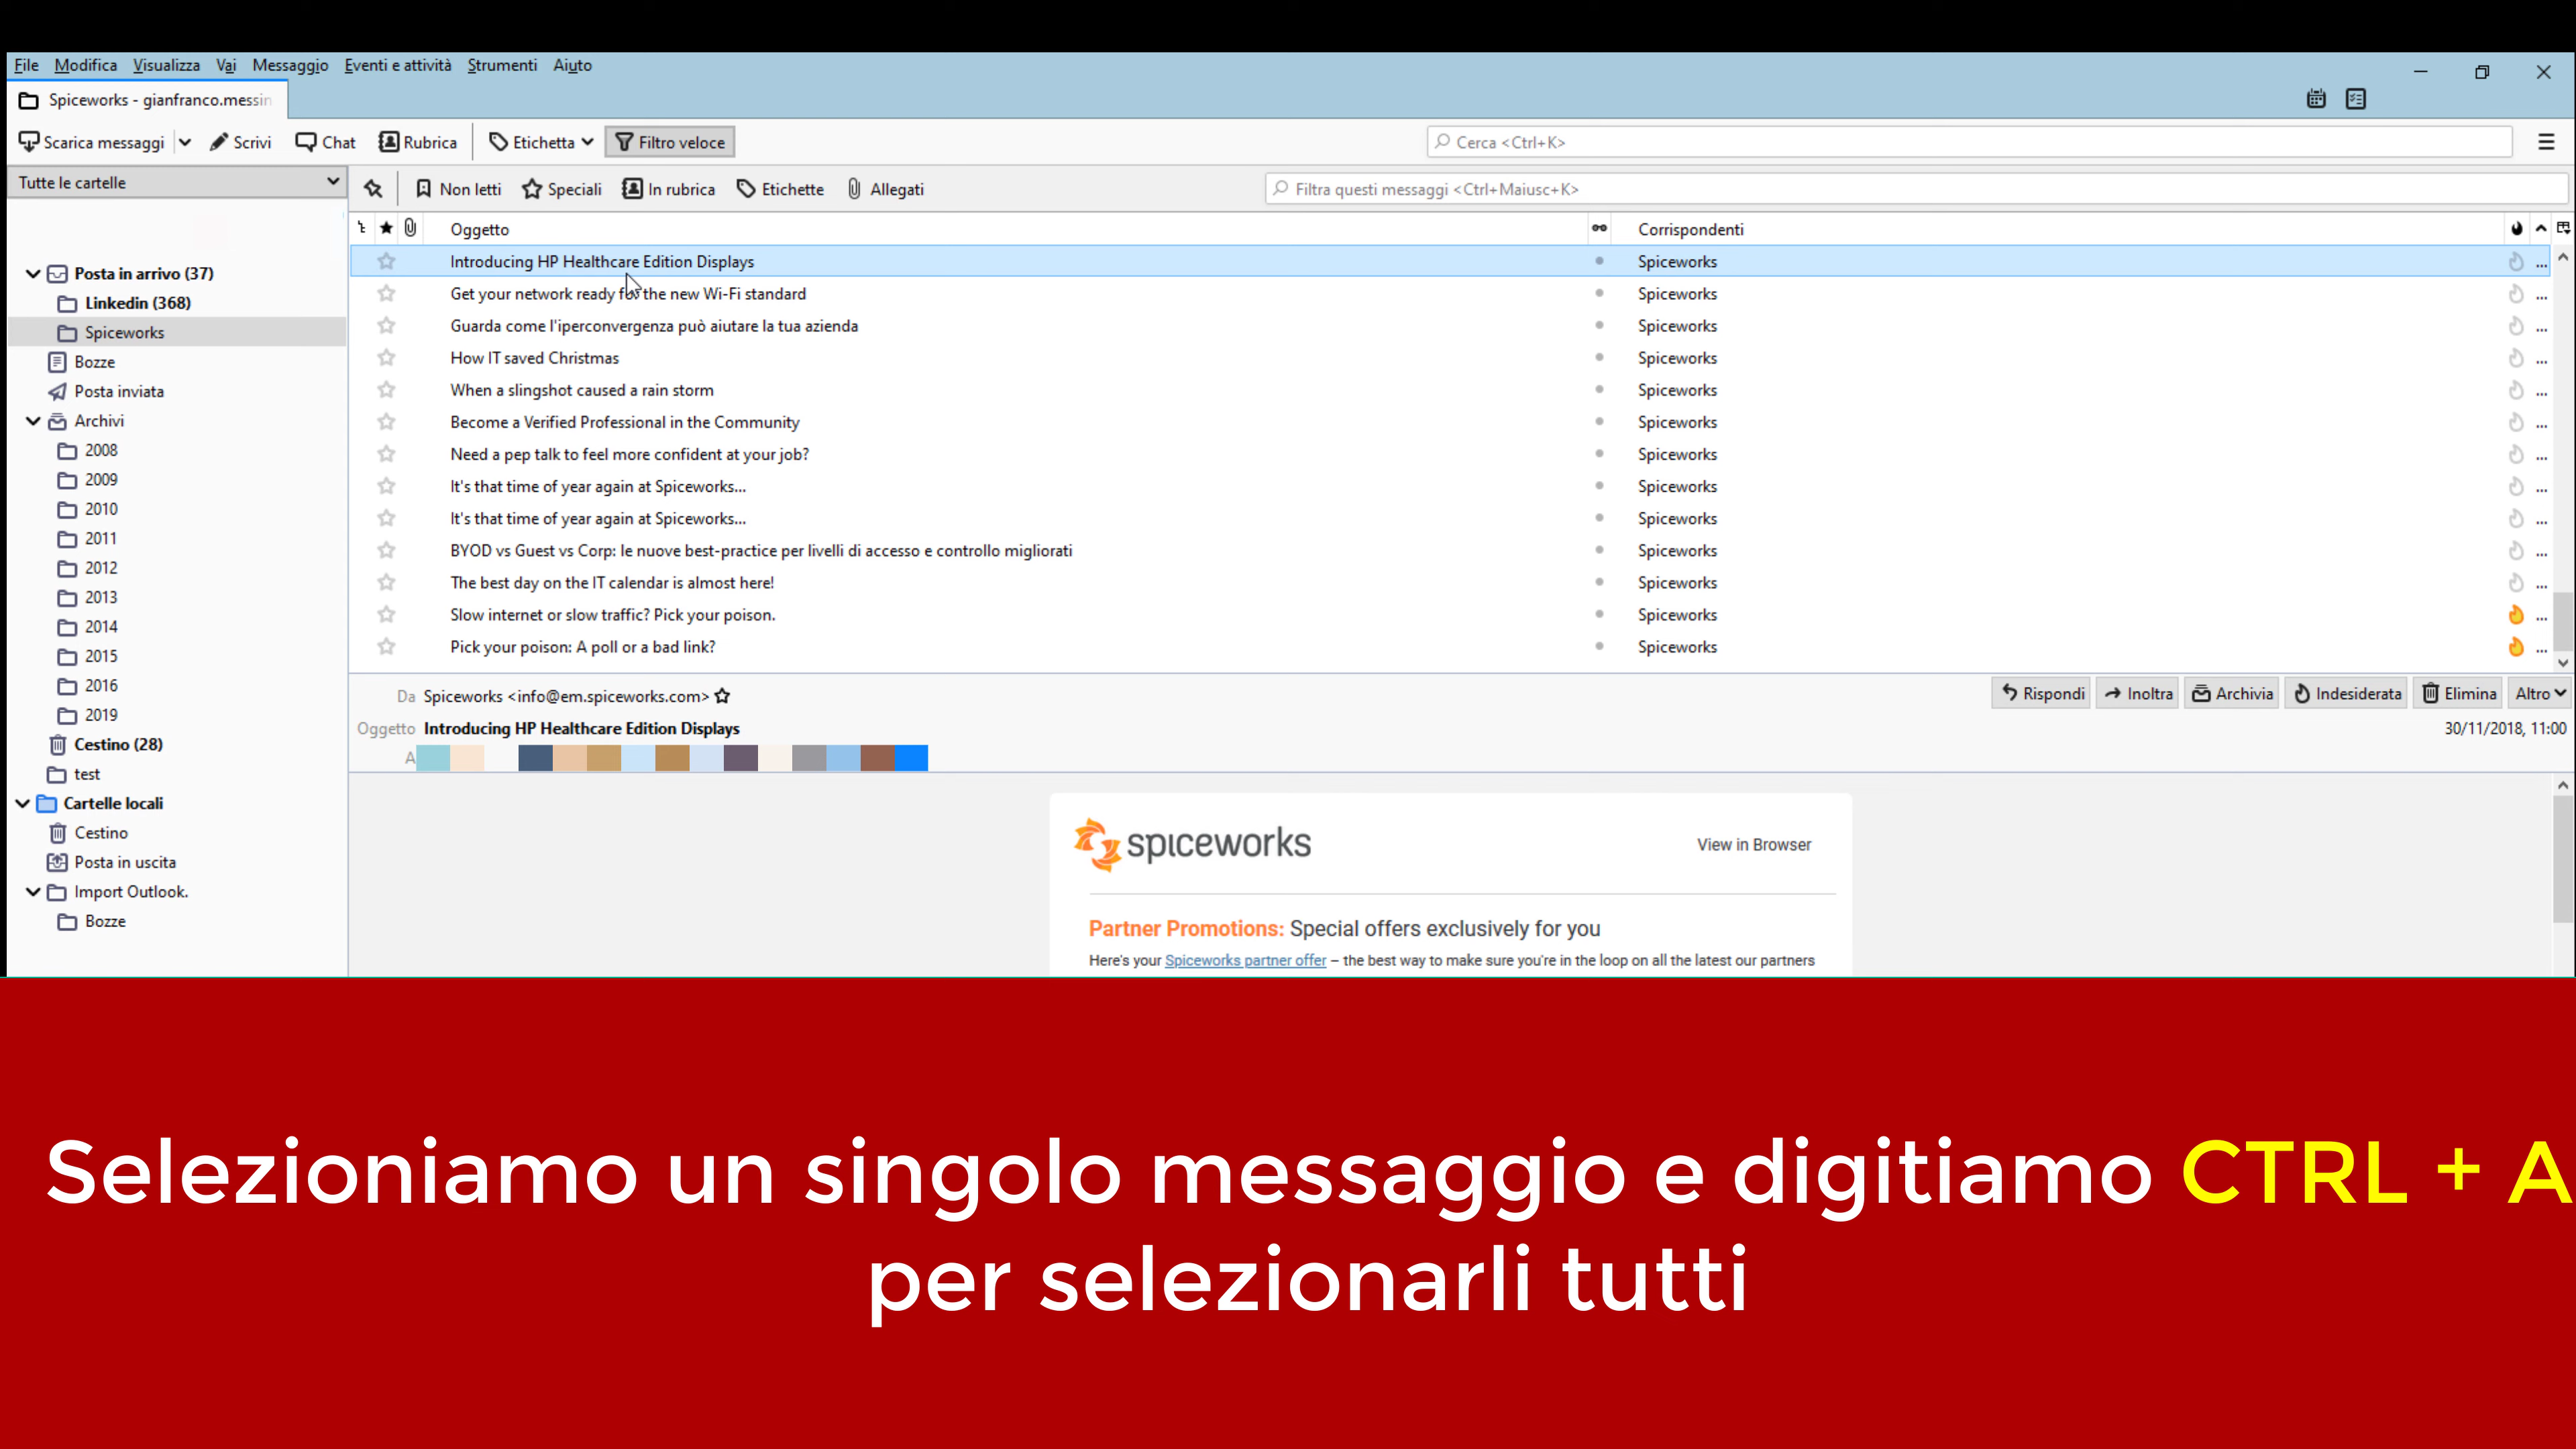 File Modifica Visualizza Vai Messaggio Eventi e attività Strumenti Aiuto
Spiceworks - gianfranco.messin
Scarica messaggi Scrivi Chat Rubrica Etichetta Filtro veloce Cerca <Ctrl+K>
Tutte le cartelle
Non letti Speciali In rubrica Etichette Allegati Filtra questi messaggi <Ctrl+Maiusc+K>
Oggetto Corrispondenti
Introducing HP Healthcare Edition Displays Spiceworks ...
Get your network ready for the new Wi-Fi standard Spiceworks ...
Guarda come l'iperconvergenza può aiutare la tua azienda Spiceworks ...
How IT saved Christmas Spiceworks ...
When a slingshot caused a rain storm Spiceworks ...
Become a Verified Professional in the Community Spiceworks ...
Need a pep talk to feel more confident at your job? Spiceworks ...
It's that time of year again at Spiceworks... Spiceworks ...
It's that time of year again at Spiceworks... Spiceworks ...
BYOD vs Guest vs Corp: le nuove best-practice per livelli di accesso e controllo migliorati Spiceworks ...
The best day on the IT calendar is almost here! Spiceworks ...
Slow internet or slow traffic? Pick your poison. Spiceworks ...
Pick your poison: A poll or a bad link? Spiceworks ...
Posta in arrivo (37)
Linkedin (368)
Spiceworks
Bozze
Posta inviata
Archivi
2008
2009
2010
2011
2012
2013
2014
2015
2016
2019
Cestino (28)
test
Cartelle locali
Cestino
Posta in uscita
Import Outlook.
Bozze
Da Spiceworks <info@em.spiceworks.com>
Rispondi Inoltra Archivia Indesiderata Elimina Altro
Oggetto Introducing HP Healthcare Edition Displays 30/11/2018, 11:00
A
spiceworks View in Browser
Partner Promotions: Special offers exclusively for you
Here's your Spiceworks partner offer – the best way to make sure you're in the loop on all the latest our partners
Selezioniamo un singolo messaggio e digitiamo CTRL + A
per selezionarli tutti